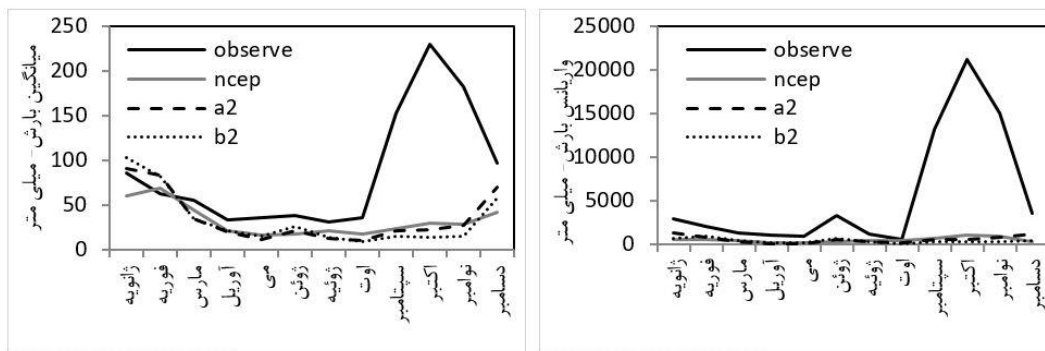 میانگین بارش - میلی متر
250
200
150
100
50
0
observe
ncep
a2
b2
ژانویه
فوریه
مارس
آوریل
می
ژوئن
ژوئیه
اوت
سپتامبر
اکتبر
نوامبر
دسامبر
واریانس بارش - میلی متر
25000
20000
15000
10000
5000
0
observe
ncep
a2
b2
ژانویه
فوریه
مارس
آوریل
می
ژوئن
ژوئیه
اوت
سپتامبر
اکتبر
نوامبر
دسامبر